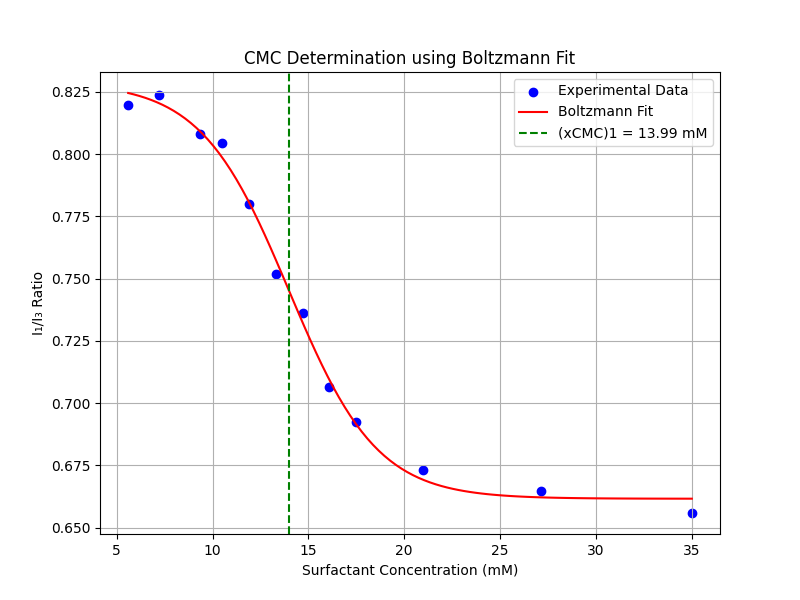 CMC Determination using Boltzmann Fit
Experimental Data
Boltzmann Fit
(xCMC)1 = 13.99 mM
I₁/I₃ Ratio
0.825
0.800
0.775
0.750
0.725
0.700
0.675
0.650
5 10 15 20 25 30 35
Surfactant Concentration (mM)